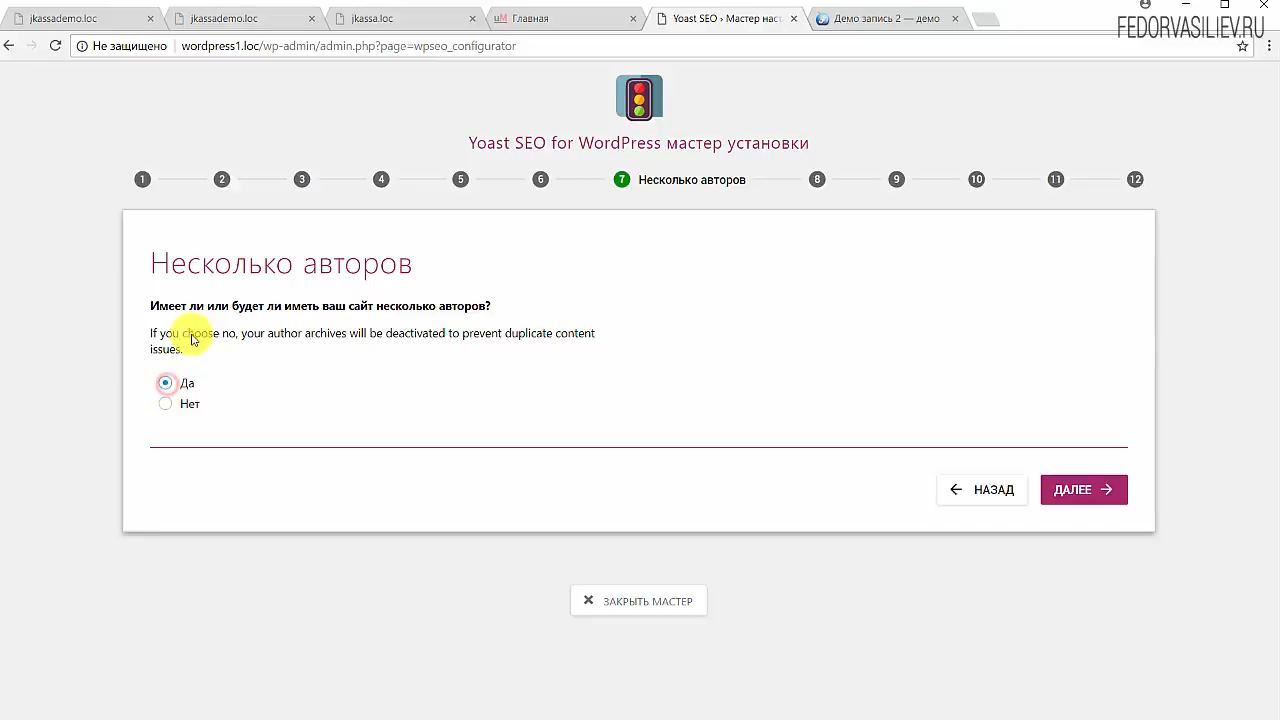 jkassademo.loc
jkassademo.loc
jkassa.loc
uM Главная
Yoast SEO › Мастер наст
Демо запись 2 — демо
FEDORVASILIEV.RU
Не защищено
wordpress1.loc/wp-admin/admin.php?page=wpseo_configurator
Yoast SEO for WordPress мастер установки
1 2 3 4 5 6 7 Несколько авторов 8 9 10 11 12
Несколько авторов
Имеет ли или будет ли иметь ваш сайт несколько авторов?
If you choose no, your author archives will be deactivated to prevent duplicate content
issues.
Да
Нет
НАЗАД
ДАЛЕЕ
ЗАКРЫТЬ МАСТЕР